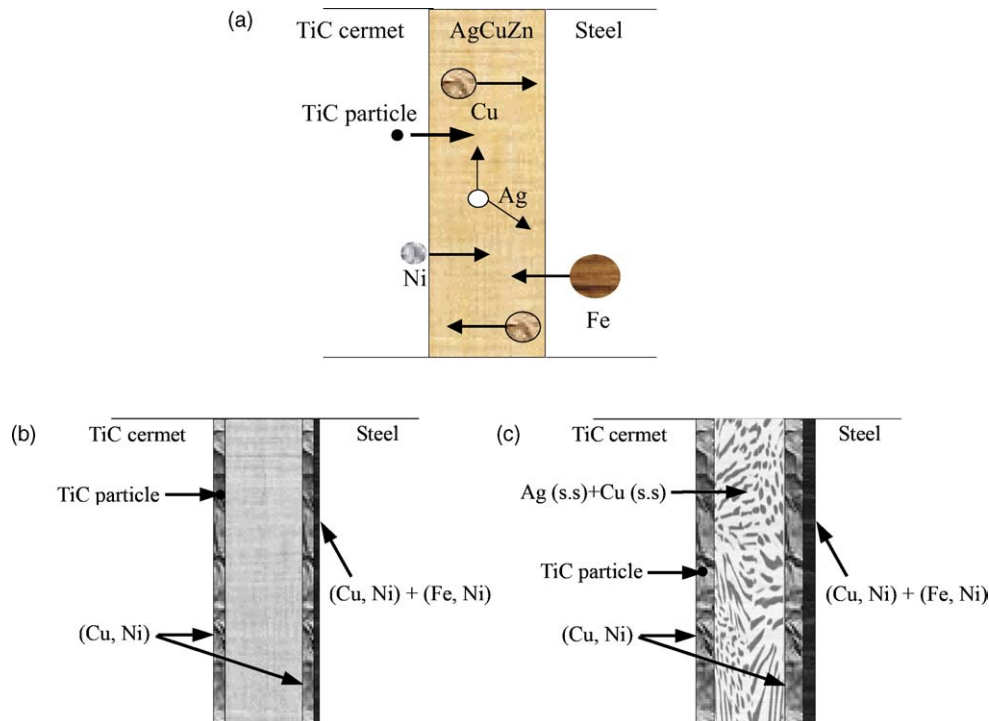 (a)
TiC cermet AgCuZn Steel
Cu
TiC particle
Ag
Ni
Fe
(b)
TiC cermet Steel
TiC particle
(Cu, Ni) + (Fe, Ni)
(Cu, Ni)
(c)
TiC cermet Steel
Ag (s.s)+Cu (s.s)
TiC particle
(Cu, Ni) + (Fe, Ni)
(Cu, Ni)